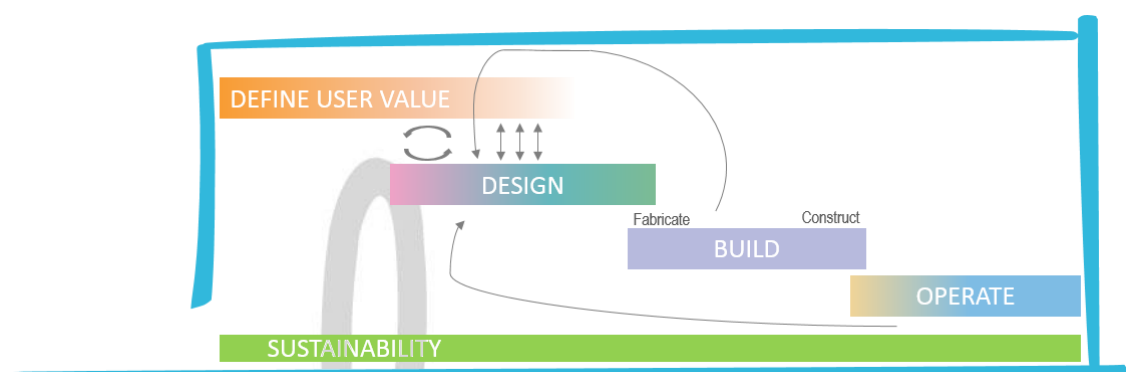 DEFINE USER VALUE
DESIGN
Fabricate
Construct
BUILD
OPERATE
SUSTAINABILITY